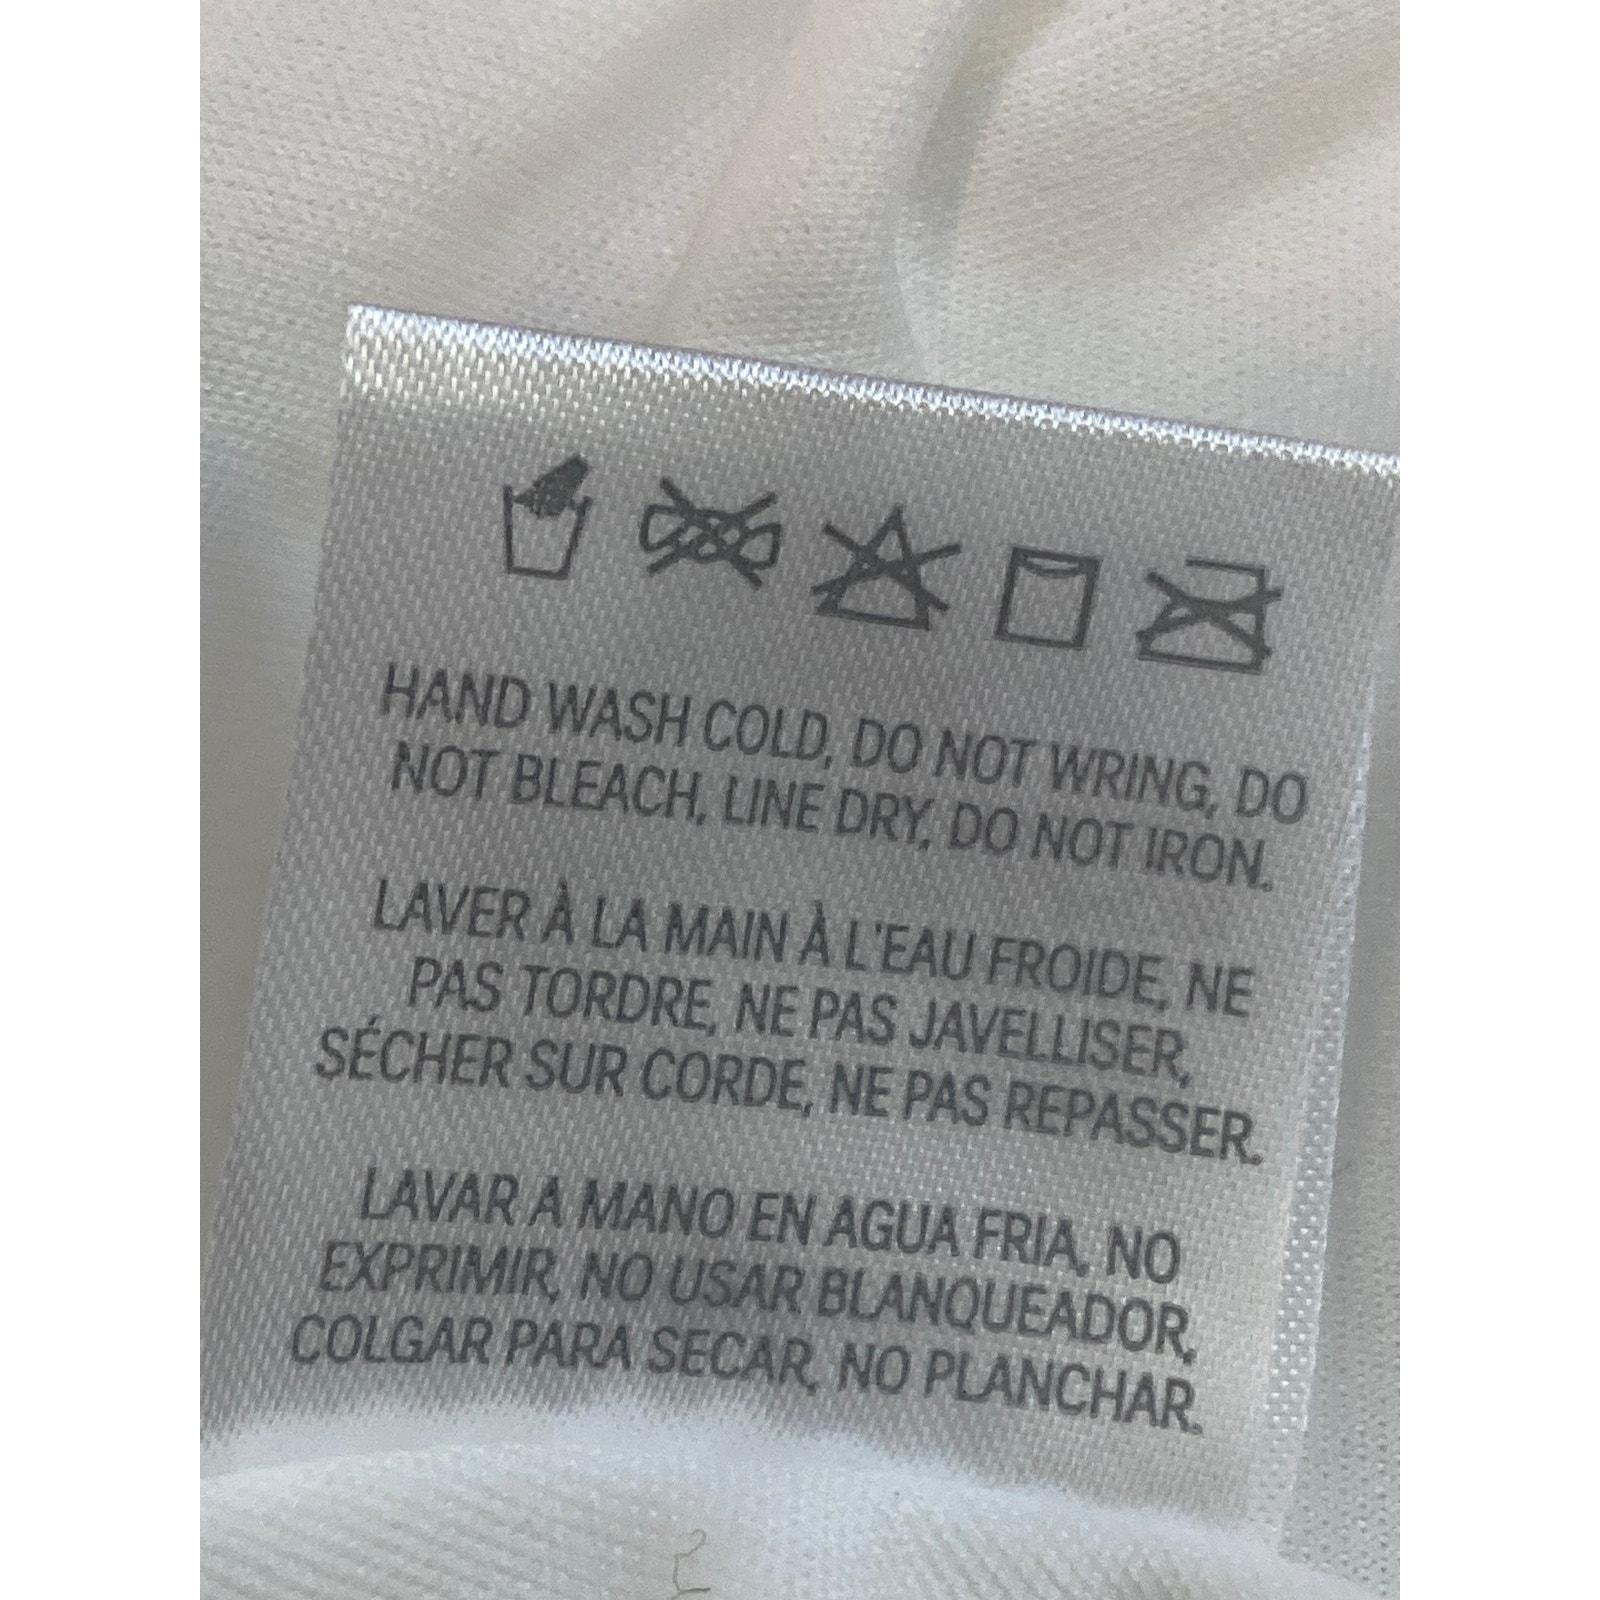 HAND WASH COLD, DO NOT WRING, DO
NOT BLEACH, LINE DRY, DO NOT IRON.
LAVER À LA MAIN À L'EAU FROIDE, NE
PAS TORDRE, NE PAS JAVELLISER,
SÉCHER SUR CORDE, NE PAS REPASSER.
LAVAR A MANO EN AGUA FRIA, NO
EXPRIMIR, NO USAR BLANQUEADOR,
COLGAR PARA SECAR, NO PLANCHAR.